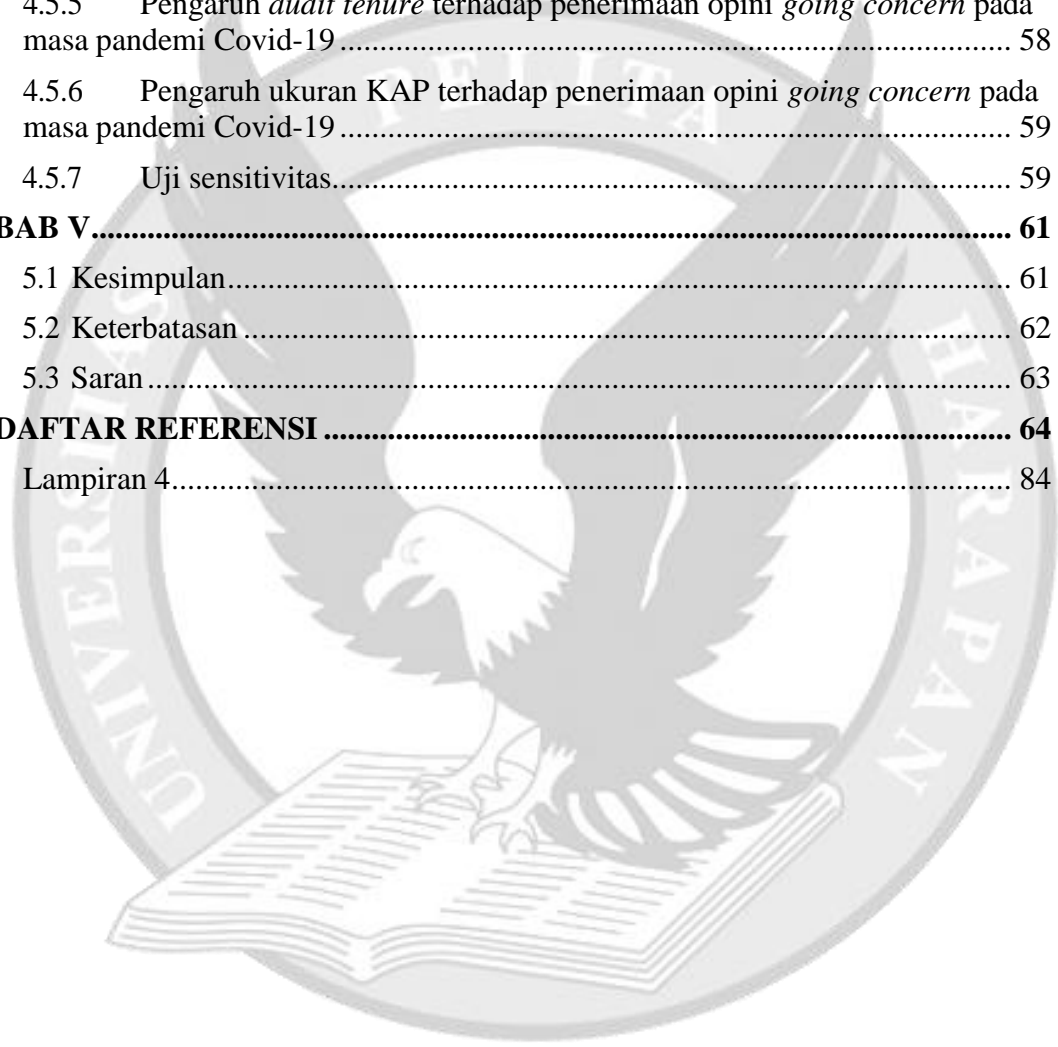 4.5.5 Pengaruh audit tenure terhadap penerimaan opini going concern pada
masa pandemi Covid-19 .......... 58
4.5.6 Pengaruh ukuran KAP terhadap penerimaan opini going concern pada
masa pandemi Covid-19 .......... 59
4.5.7 Uji sensitivitas .......... 59
BAB V .......... 61
5.1 Kesimpulan .......... 61
5.2 Keterbatasan .......... 62
5.3 Saran .......... 63
DAFTAR REFERENSI .......... 64
Lampiran 4 .......... 84
UNIVERSITAS PELITA HARAPAN